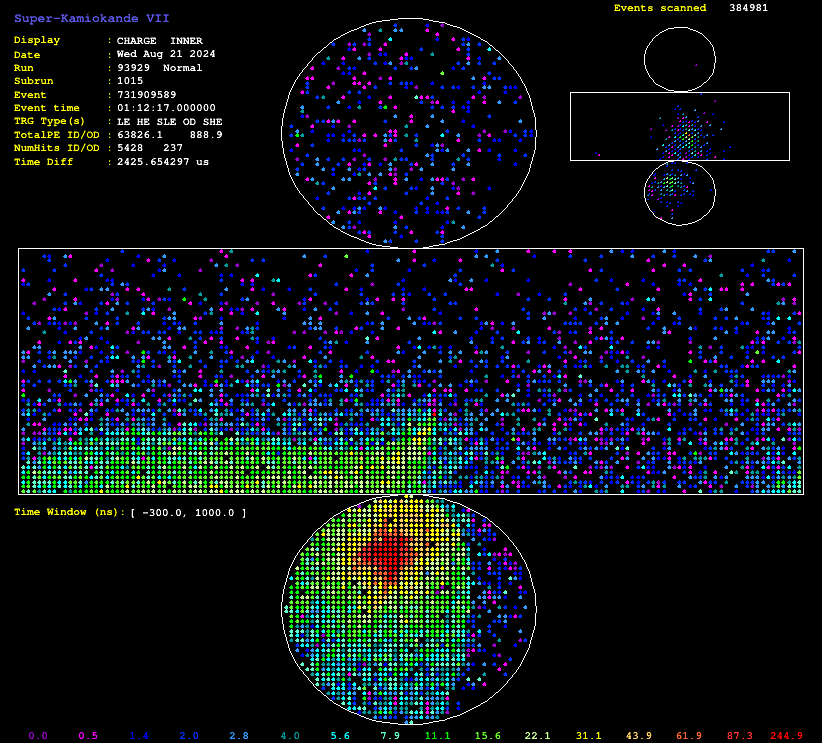 Super-Kamiokande VII
Events scanned 384981
Display : CHARGE INNER
Date : Wed Aug 21 2024
Run : 93929 Normal
Subrun : 1015
Event : 731909589
Event time : 01:12:17.000000
TRG Type(s) : LE HE SLE OD SHE
TotalPE ID/OD : 63826.1 888.9
NumHits ID/OD : 5428 237
Time Diff : 2425.654297 us
Time Window (ns): [ -300.0, 1000.0 ]
0.0 0.5 1.4 2.0 2.8 4.0 5.6 7.9 11.1 15.6 22.1 31.1 43.9 61.9 87.3 244.9